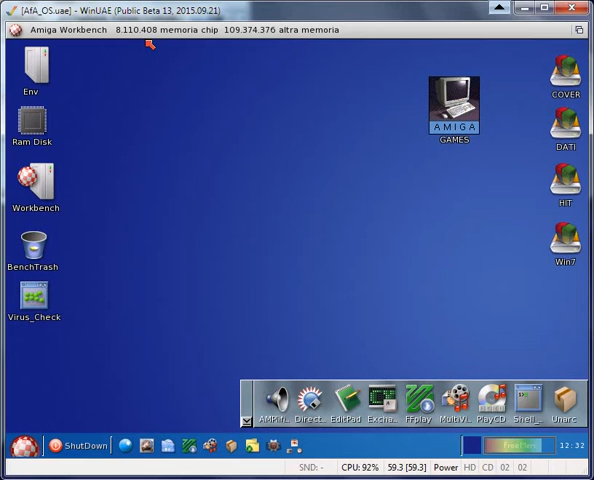 [AfA_OS.uae] - WinUAE (Public Beta 13, 2015.09.21)
Amiga Workbench 8.110.408 memoria chip 109.374.376 altra memoria
Env
Ram Disk
Workbench
BenchTrash
Virus_Check
AMIGA
GAMES
COVER
DATI
HIT
Win7
AMPlif.. Direct.. EditPad Excha.. FFplay MultiVi.. PlayCD Shell_.. Unarc
ShutDown
12:32
SND: - CPU: 92% 59.3 [59.3] Power HD CD 02 02